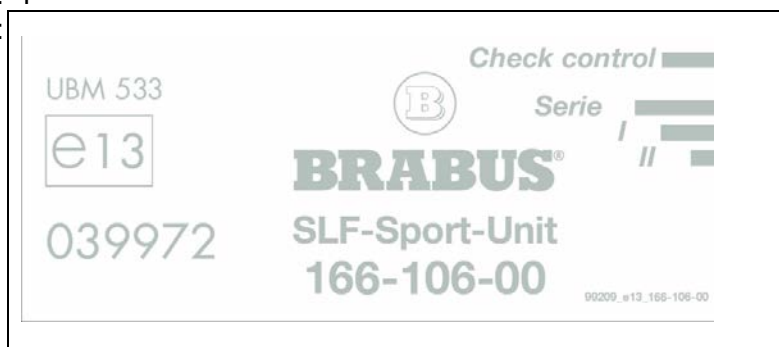 UBM 533
e13
039972
B
BRABUS®
SLF-Sport-Unit
166-106-00
Check control
Serie
I
II
99209_e13_166-106-00